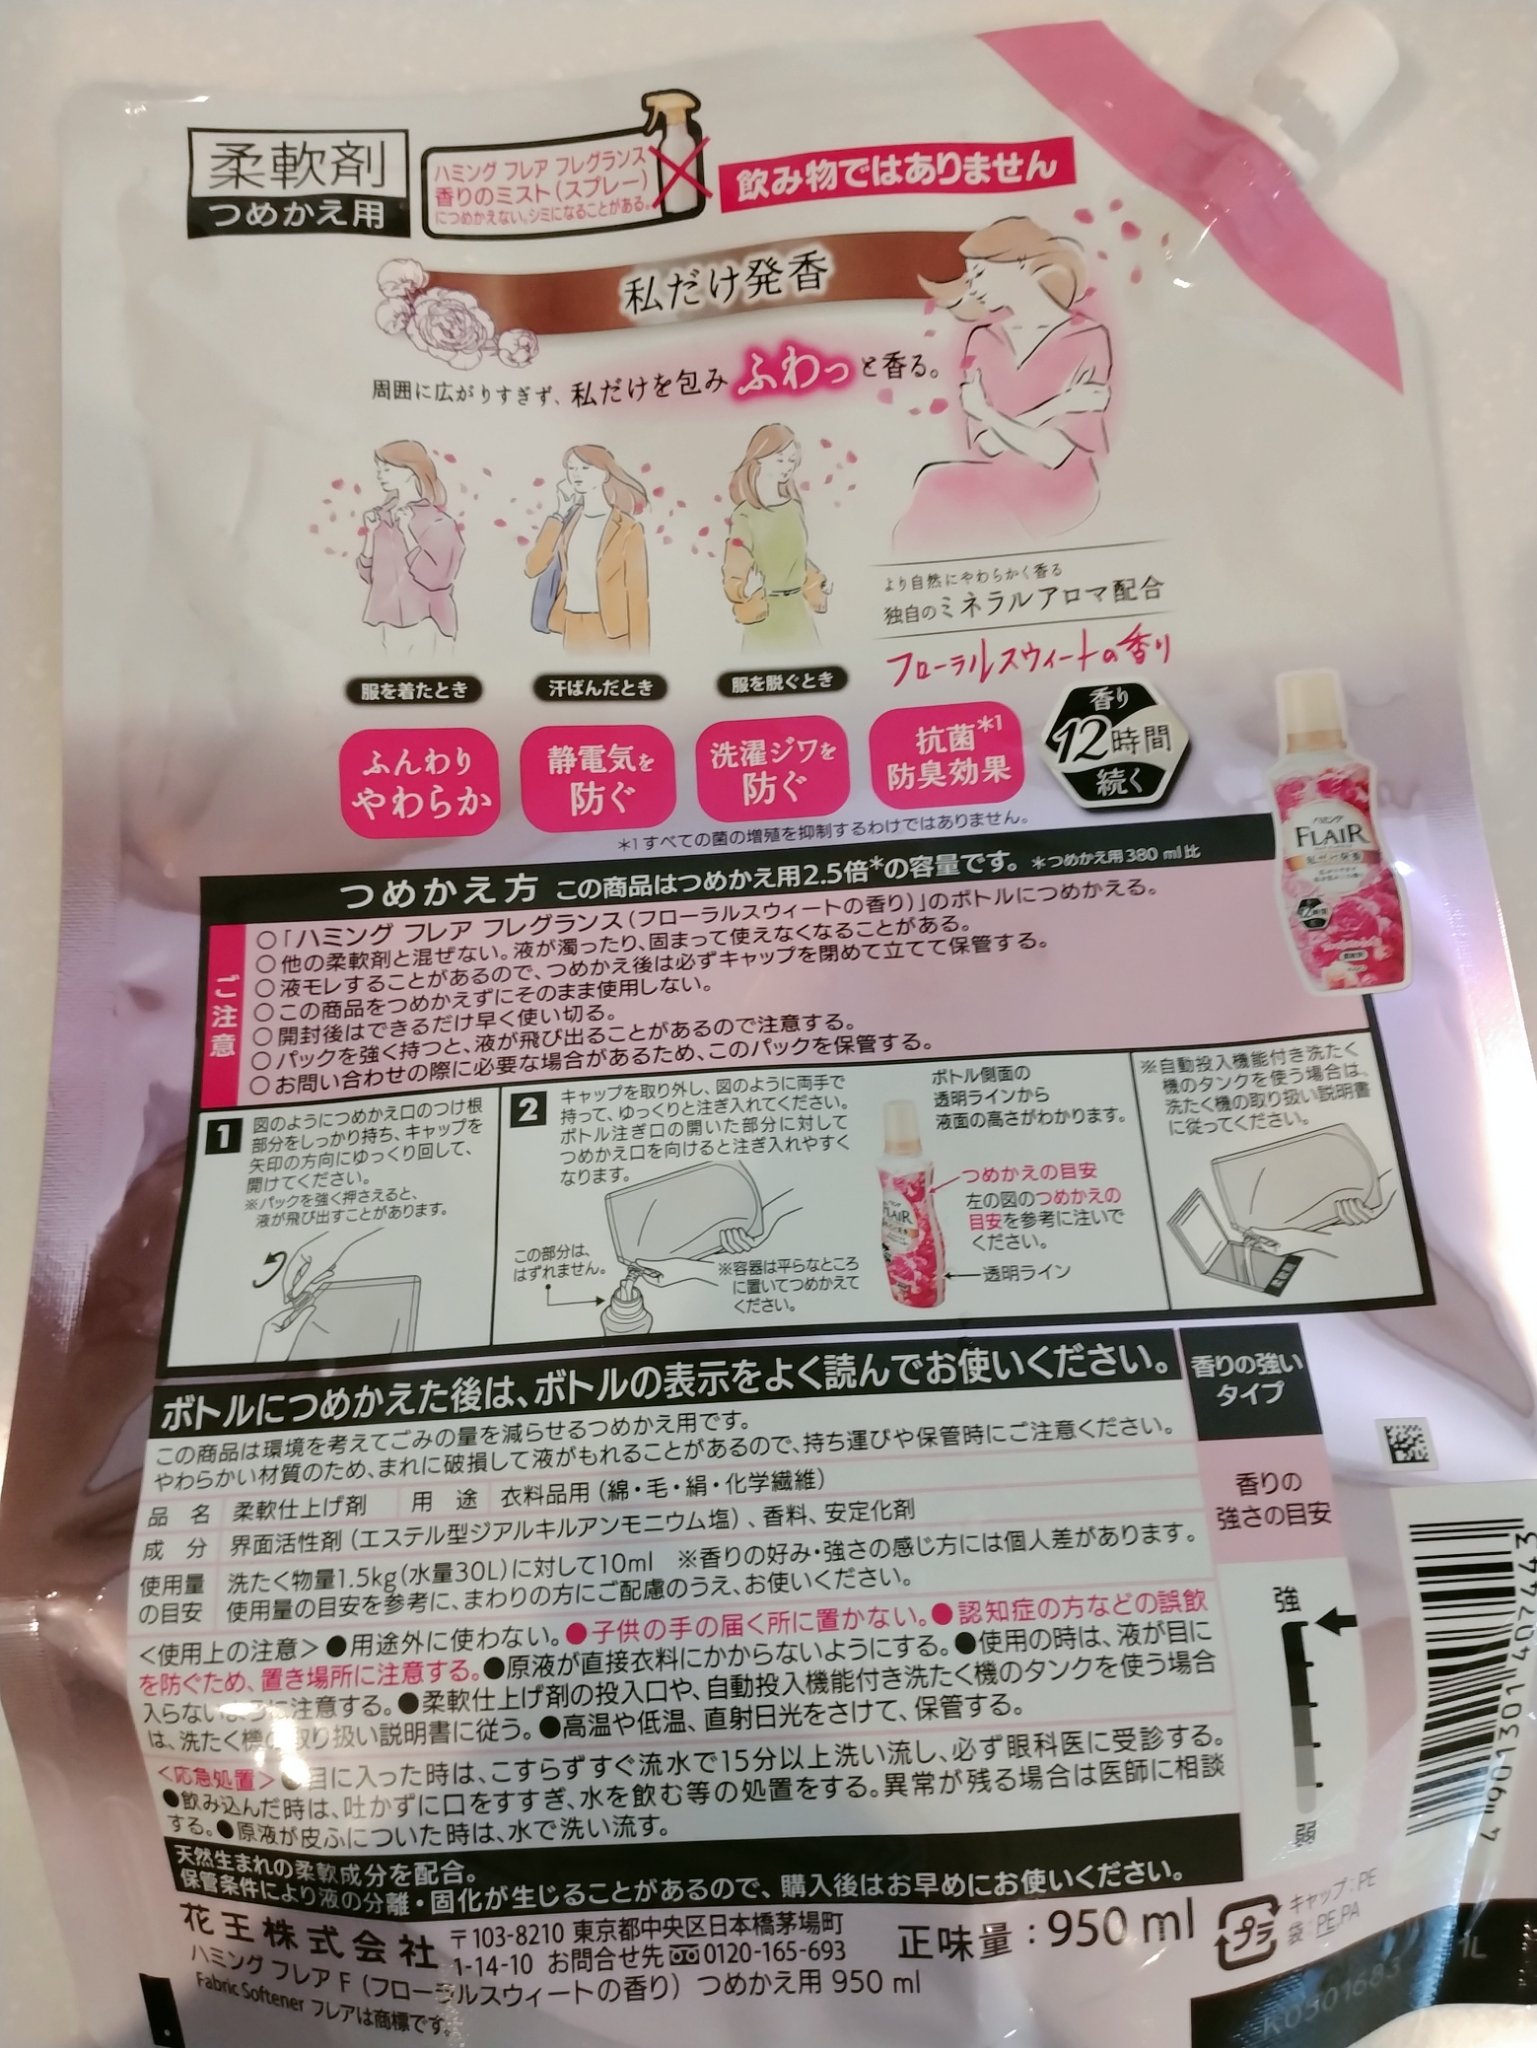 柔軟剤
つめかえ用
ハミング フレア フレグランス
香りのミスト(スプレー)
につめかえない。シミになることがある。
飲み物ではありません
私だけ発香
周囲に広がりすぎず、私だけを包み ふわっと香る。
服を着たとき
汗ばんだとき
服を脱ぐとき
より自然にやわらかく香る
独自のミネラルアロマ配合
フローラルスウィートの香り
ふんわり
やわらか
静電気を
防ぐ
洗濯ジワを
防ぐ
抗菌*1
防臭効果
香り
12時間
続く
*1すべての菌の増殖を抑制するわけではありません。
ハミング
FLAIR
つめかえ方 この商品はつめかえ用2.5倍*の容量です。 *つめかえ用380 ml比
ご注意
○「ハミング フレア フレグランス(フローラルスウィートの香り)」のボトルにつめかえる。
○他の柔軟剤と混ぜない。液が濁ったり、固まって使えなくなることがある。
○液モレすることがあるので、つめかえ後は必ずキャップを閉めて立てて保管する。
○この商品をつめかえずにそのまま使用しない。
○開封後はできるだけ早く使い切る。
○パックを強く持つと、液が飛び出ることがあるので注意する。
○お問い合わせの際に必要な場合があるため、このパックを保管する。
1
図のようにつめかえ口のつけ根
部分をしっかり持ち、キャップを
矢印の方向にゆっくり回して、
開けてください。
※パックを強く押さえると、
液が飛び出すことがあります。
2
キャップを取り外し、図のように両手で
持って、ゆっくりと注ぎ入れてください。
ボトル注ぎ口の開いた部分に対して
つめかえ口を向けると注ぎ入れやすく
なります。
この部分は、
はずれません。
※容器は平らなところ
に置いてつめかえて
ください。
ボトル側面の
透明ラインから
液面の高さがわかります。
FLAIR
つめかえの目安
左の図のつめかえの
目安を参考に注いで
ください。
透明ライン
※自動投入機能付き洗たく
機のタンクを使う場合は、
洗たく機の取り扱い説明書
に従ってください。
ボトルにつめかえた後は、ボトルの表示をよく読んでお使いください。
この商品は環境を考えてごみの量を減らせるつめかえ用です。
やわらかい材質のため、まれに破損して液がもれることがあるので、持ち運びや保管時にご注意ください。
品 名 柔軟仕上げ剤 用 途 衣料品用(綿・毛・絹・化学繊維)
成 分 界面活性剤(エステル型ジアルキルアンモニウム塩)、香料、安定化剤
使用量 洗たく物量1.5kg(水量30L)に対して10ml ※香りの好み・強さの感じ方には個人差があります。
の目安 使用量の目安を参考に、まわりの方にご配慮のうえ、お使いください。
<使用上の注意>●用途外に使わない。●子供の手の届く所に置かない。●認知症の方などの誤飲
を防ぐため、置き場所に注意する。●原液が直接衣料にかからないようにする。●使用の時は、液が目に
入らないように注意する。●柔軟仕上げ剤の投入口や、自動投入機能付き洗たく機のタンクを使う場合
は、洗たく機の取り扱い説明書に従う。●高温や低温、直射日光をさけて、保管する。
<応急処置>●目に入った時は、こすらずすぐ流水で15分以上洗い流し、必ず眼科医に受診する。
●飲み込んだ時は、吐かずに口をすすぎ、水を飲む等の処置をする。異常が残る場合は医師に相談
する。●原液が皮ふについた時は、水で洗い流す。
天然生まれの柔軟成分を配合。
保管条件により液の分離・固化が生じることがあるので、購入後はお早めにお使いください。
香りの強い
タイプ
香りの
強さの目安
強
弱
花王株式会社 〒103-8210 東京都中央区日本橋茅場町
1-14-10 お問合せ先 0120-165-693
正味量:950 ml
プラ
キャップ:PE
袋:PE,PA
ハミング フレア F(フローラルスウィートの香り)つめかえ用 950 ml
Fabric Softener フレアは商標です。
4 901301 407443
K0501683
1L